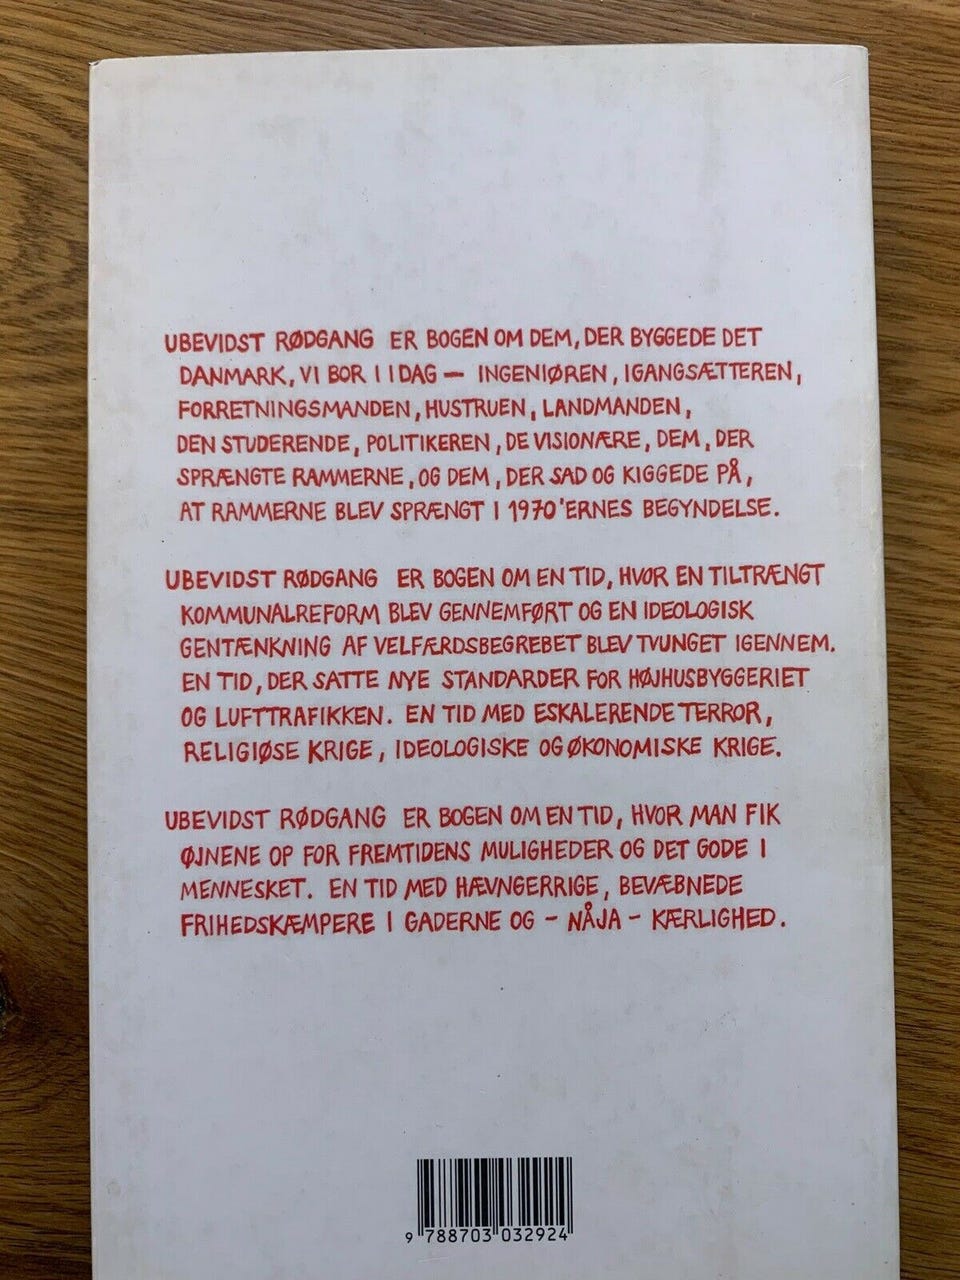 UBEVIDST RØDGANG ER BOGEN OM DEM, DER BYGGEDE DET
DANMARK, VI BOR I I DAG — INGENIØREN, IGANGSÆTTEREN,
FORRETNINGSMANDEN, HUSTRUEN, LANDMANDEN,
DEN STUDERENDE, POLITIKEREN, DE VISIONÆRE, DEM, DER
SPRÆNGTE RAMMERNE, OG DEM, DER SAD OG KIGGEDE PÅ,
AT RAMMERNE BLEV SPRÆNGT I 1970'ERNES BEGYNDELSE.
UBEVIDST RØDGANG ER BOGEN OM EN TID, HVOR EN TILTRÆNGT
KOMMUNALREFORM BLEV GENNEMFØRT OG EN IDEOLOGISK
GENTÆNKNING AF VELFÆRDSBEGREBET BLEV TVUNGET IGENNEM.
EN TID, DER SATTE NYE STANDARDER FOR HØJHUSBYGGERIET
OG LUFTTRAFIKKEN. EN TID MED ESKALERENDE TERROR,
RELIGIØSE KRIGE, IDEOLOGISKE OG ØKONOMISKE KRIGE.
UBEVIDST RØDGANG ER BOGEN OM EN TID, HVOR MAN FIK
ØJNENE OP FOR FREMTIDENS MULIGHEDER OG DET GODE I
MENNESKET. EN TID MED HÆVNGERRIGE, BEVÆBNEDE
FRIHEDSKÆMPERE I GADERNE OG - NÅJA - KÆRLIGHED.
9 788703 032924